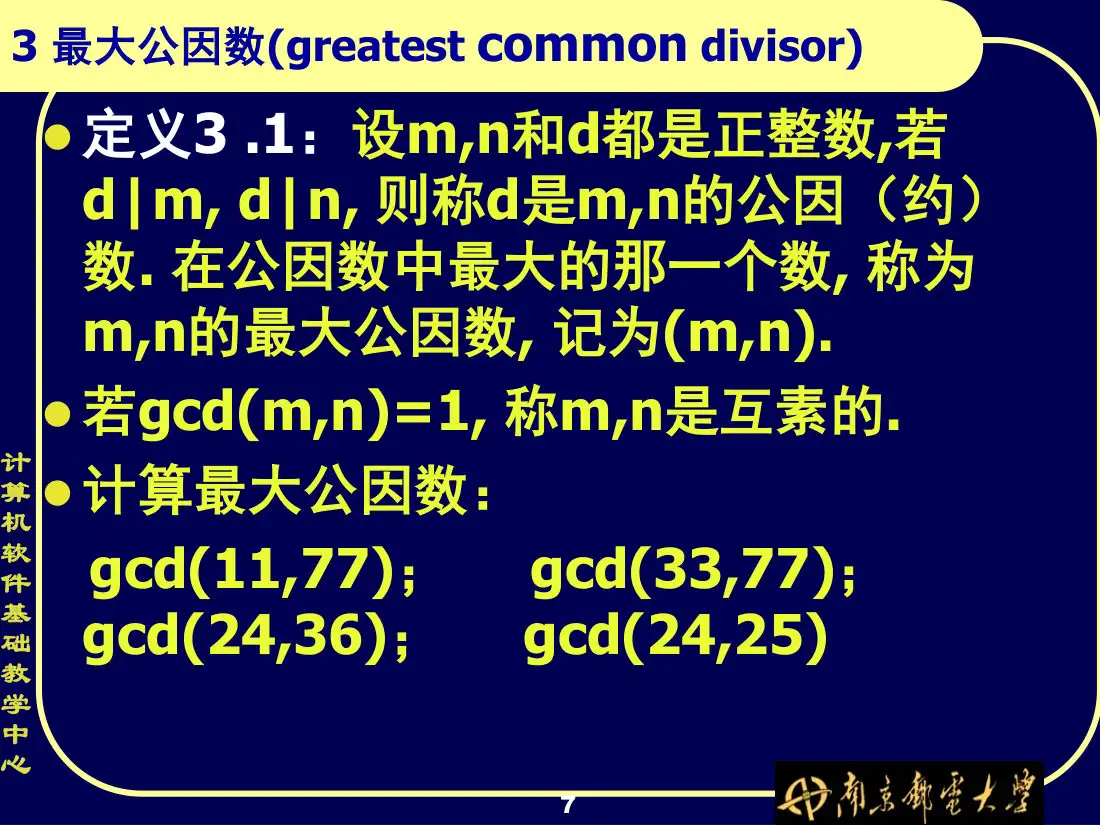 3 最大公因数(greatest common divisor)
定义3 .1：设m,n和d都是正整数,若
d|m, d|n, 则称d是m,n的公因（约）
数. 在公因数中最大的那一个数, 称为
m,n的最大公因数, 记为(m,n).
若gcd(m,n)=1, 称m,n是互素的.
计算最大公因数：
gcd(11,77)； gcd(33,77)；
gcd(24,36)； gcd(24,25)
计算机软件基础教学中心
7
南京邮电大学